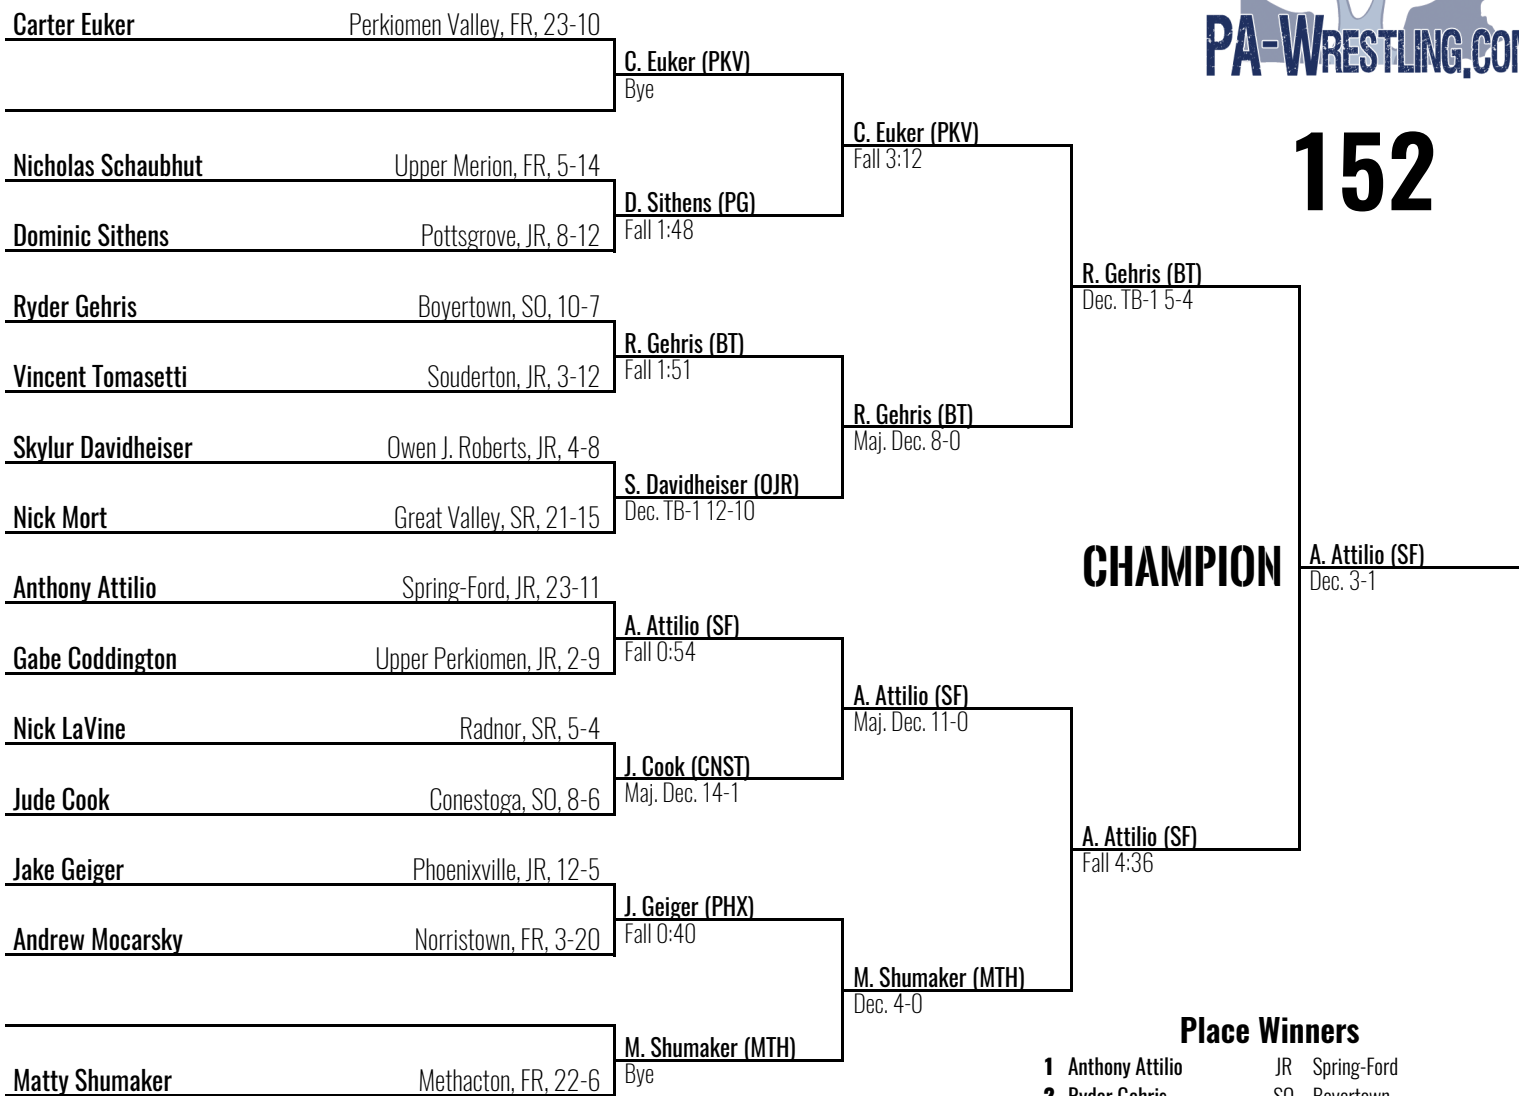 Carter Euker Perkiomen Valley, FR, 23-10
PA-WRESTLING.CO
C. Euker (PKV)
Bye
C. Euker (PKV)
Fall 3:12
152
Nicholas Schaubhut Upper Merion, FR, 5-14
D. Sithens (PG)
Fall 1:48
Dominic Sithens Pottsgrove, JR, 8-12
R. Gehris (BT)
Dec. TB-1 5-4
Ryder Gehris Boyertown, SO, 10-7
R. Gehris (BT)
Fall 1:51
Vincent Tomasetti Souderton, JR, 3-12
R. Gehris (BT)
Maj. Dec. 8-0
Skylur Davidheiser Owen J. Roberts, JR, 4-8
S. Davidheiser (OJR)
Dec. TB-1 12-10
Nick Mort Great Valley, SR, 21-15
CHAMPION
A. Attilio (SF)
Dec. 3-1
Anthony Attilio Spring-Ford, JR, 23-11
A. Attilio (SF)
Fall 0:54
Gabe Coddington Upper Perkiomen, JR, 2-9
A. Attilio (SF)
Maj. Dec. 11-0
Nick LaVine Radnor, SR, 5-4
J. Cook (CNST)
Maj. Dec. 14-1
Jude Cook Conestoga, SO, 8-6
A. Attilio (SF)
Fall 4:36
Jake Geiger Phoenixville, JR, 12-5
J. Geiger (PHX)
Fall 0:40
Andrew Mocarsky Norristown, FR, 3-20
M. Shumaker (MTH)
Dec. 4-0
M. Shumaker (MTH)
Bye
Matty Shumaker Methacton, FR, 22-6
Place Winners
1 Anthony Attilio JR Spring-Ford
2 Ryder Gehris SO Boyertown